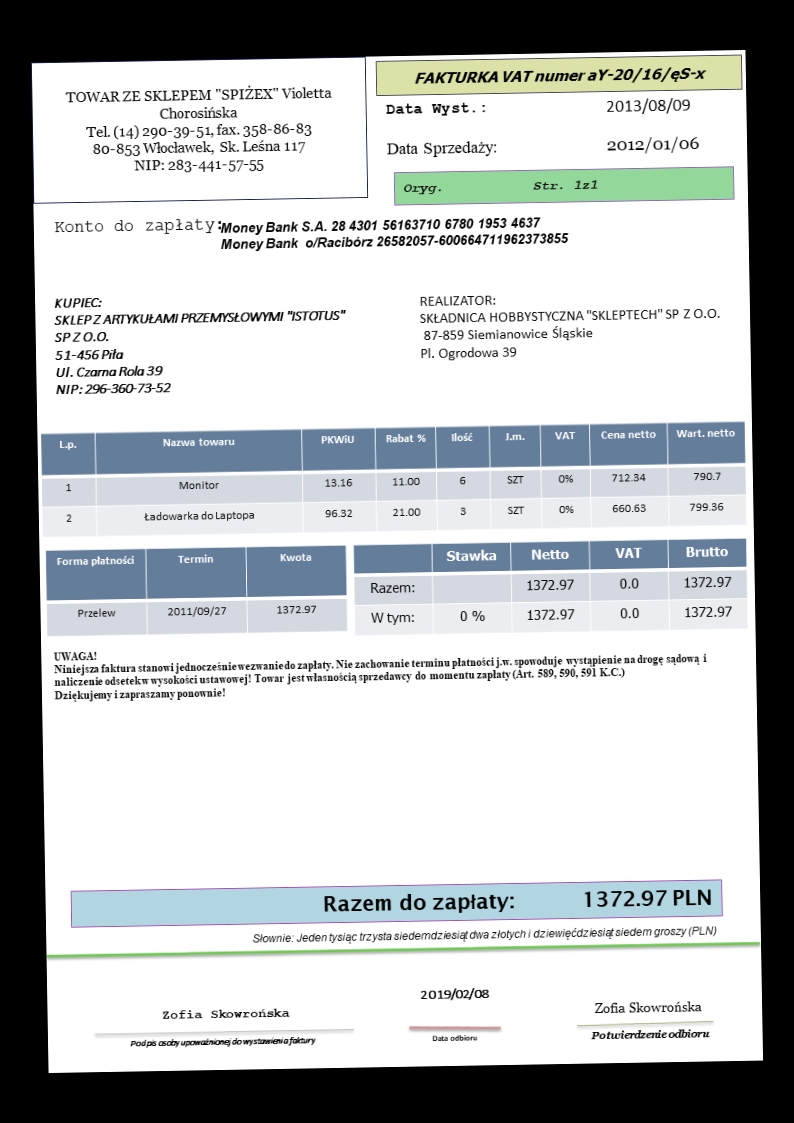 TOWAR ZE SKLEPEM "SPIŻEX" Violetta
Chorosińska
Tel. (14) 290-39-51, fax. 358-86-83
80-853 Włocławek, Sk. Leśna 117
NIP: 283-441-57-55
FAKTURKA VAT numer aY-20/16/ęS-x
Data Wyst.: 2013/08/09
Data Sprzedaży: 2012/01/06
Oryg. Str. 1z1
Konto do zapłaty: Money Bank S.A. 28 4301 56163710 6780 1953 4637
Money Bank o/Racibórz 26582057-600664711962373855
KUPIEC:
SKLEP Z ARTYKUŁAMI PRZEMYSŁOWYMI "ISTOTUS"
SP Z O.O.
51-456 Piła
Ul. Czarna Rola 39
NIP: 296-360-73-52
REALIZATOR:
SKŁADNICA HOBBYSTYCZNA "SKLEPTECH" SP Z O.O.
87-859 Siemianowice Śląskie
Pl. Ogrodowa 39
L.p. Nazwa towaru PKWiU Rabat % Ilość J.m. VAT Cena netto Wart. netto
1 Monitor 13.16 11.00 6 SZT 0% 712.34 790.7
2 Ładowarka do Laptopa 96.32 21.00 3 SZT 0% 660.63 799.36
Forma płatności Termin Kwota
Przelew 2011/09/27 1372.97
Stawka Netto VAT Brutto
Razem: 1372.97 0.0 1372.97
W tym: 0 % 1372.97 0.0 1372.97
UWAGA!
Niniejsza faktura stanowi jednocześnie wezwanie do zapłaty. Nie zachowanie terminu płatności j.w. spowoduje wystąpienie na drogę sądową i
naliczenie odsetek w wysokości ustawowej! Towar jest własnością sprzedawcy do momentu zapłaty (Art. 589, 590, 591 K.C.)
Dziękujemy i zapraszamy ponownie!
Razem do zapłaty: 1372.97 PLN
Słownie: Jeden tysiąc trzysta siedemdziesiąt dwa złotych i dziewięćdziesiąt siedem groszy (PLN)
Zofia Skowrońska
Podpis osoby upoważnionej do wystawienia faktury
2019/02/08
Data odbioru
Zofia Skowrońska
Potwierdzenie odbioru